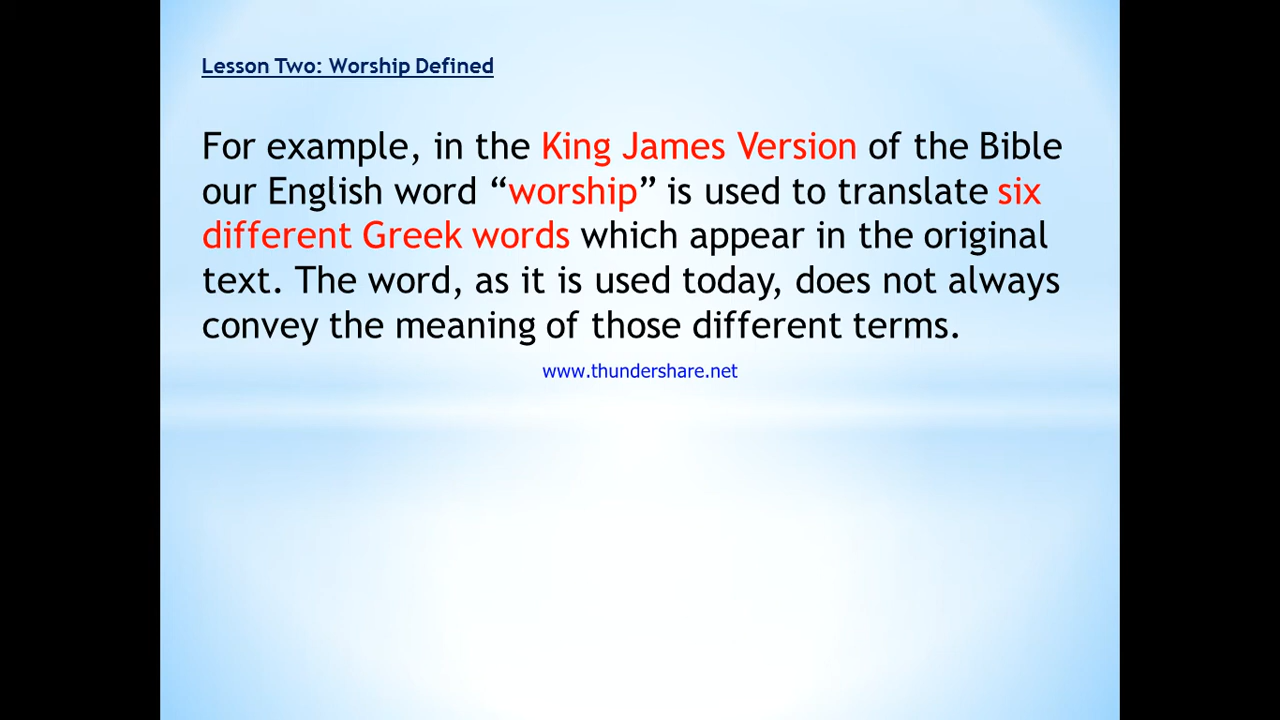 Lesson Two: Worship Defined
For example, in the King James Version of the Bible
our English word “worship” is used to translate six
different Greek words which appear in the original
text. The word, as it is used today, does not always
convey the meaning of those different terms.
www.thundershare.net